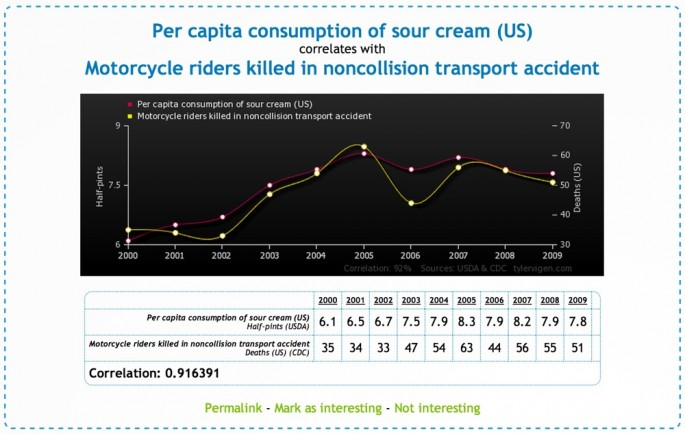 Per capita consumption of sour cream (US)
correlates with
Motorcycle riders killed in noncollision transport accident
Per capita consumption of sour cream (US)
Motorcycle riders killed in noncollision transport accident
9
7.5
6
Half-pints
70
60
50
40
30
Deaths (US)
2000 2001 2002 2003 2004 2005 2006 2007 2008 2009
Correlation: 92% Sources: USDA & CDC tylervigen.com
2000 2001 2002 2003 2004 2005 2006 2007 2008 2009
Per capita consumption of sour cream (US)
Half-pints (USDA)
6.1 6.5 6.7 7.5 7.9 8.3 7.9 8.2 7.9 7.8
Motorcycle riders killed in noncollision transport accident
Deaths (US) (CDC)
35 34 33 47 54 63 44 56 55 51
Correlation: 0.916391
Permalink - Mark as interesting - Not interesting